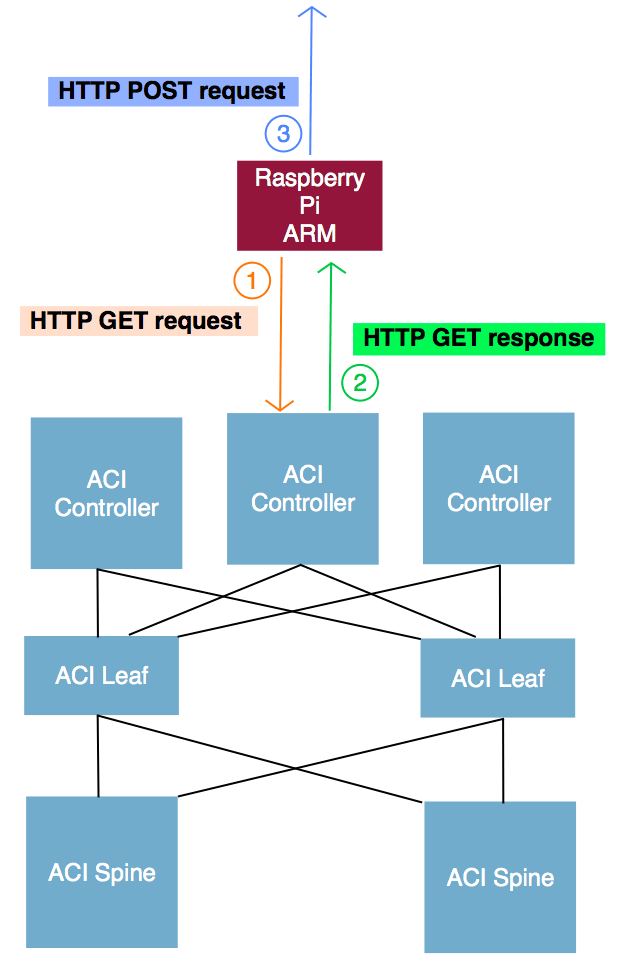 HTTP POST request
3
Raspberry
Pi
ARM
1
HTTP GET request
HTTP GET response
2
ACI
Controller
ACI
Controller
ACI
Controller
ACI Leaf
ACI Leaf
ACI Spine
ACI Spine